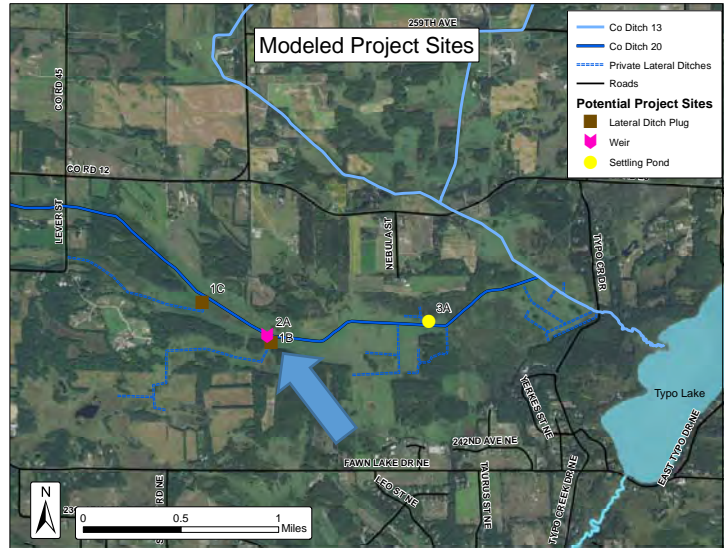 259TH AVE
Modeled Project Sites
Co Ditch 13
Co Ditch 20
Private Lateral Ditches
Roads
Potential Project Sites
Lateral Ditch Plug
Weir
Settling Pond
CO RD 45
CO RD 12
LEVER ST
NEBULA ST
TYPO CR DR
1C
2A
1B
3A
Typo Lake
YERKES ST NE
242ND AVE NE
FAWN LAKE DR NE
LEO ST NE
TAURUS ST NE
TYPO CREEK DR NE
EAST TYPO DR NE
RD NE
N
0 0.5 1
Miles